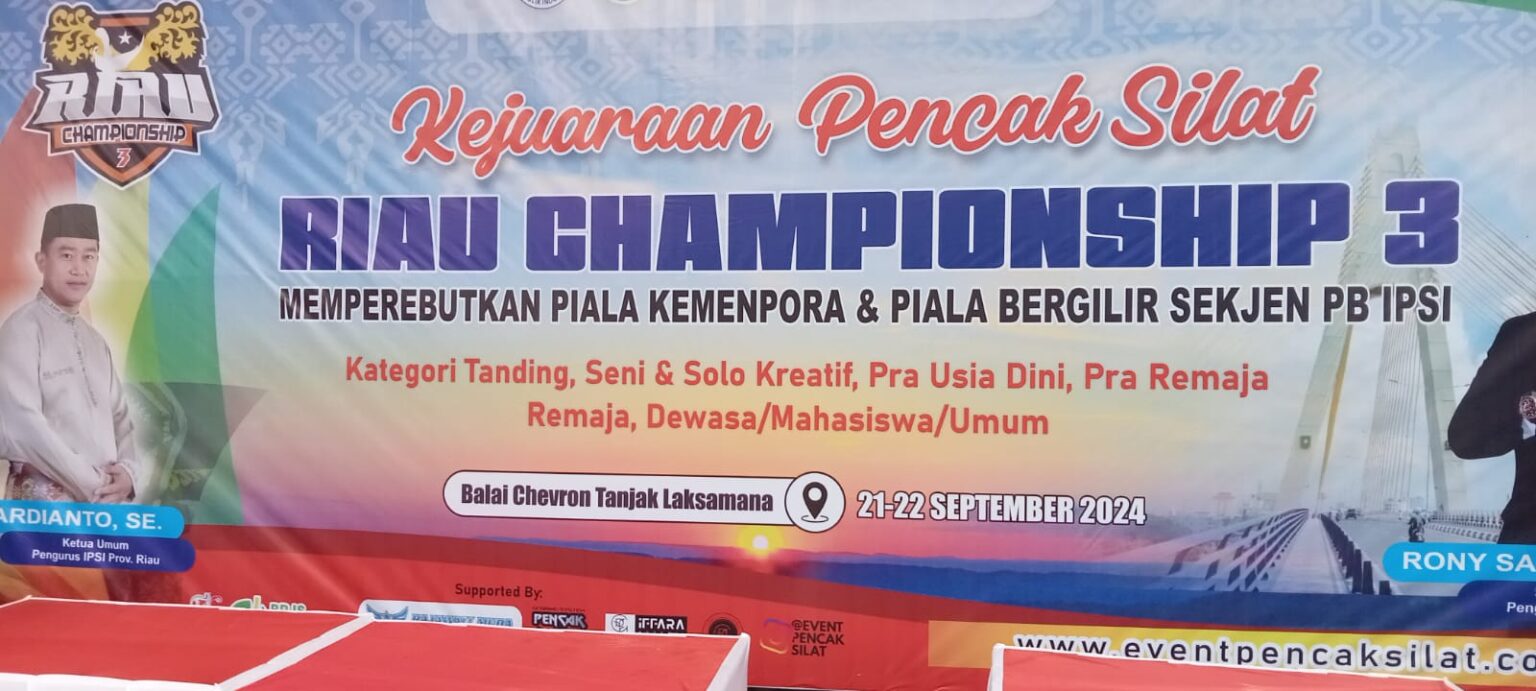 RIAU
CHAMPIONSHIP
3
Kejuaraan Pencak Silat
RIAU CHAMPIONSHIP 3
MEMPEREBUTKAN PIALA KEMENPORA & PIALA BERGILIR SEKJEN PB IPSI
Kategori Tanding, Seni & Solo Kreatif, Pra Usia Dini, Pra Remaja
Remaja, Dewasa/Mahasiswa/Umum
Balai Chevron Tanjak Laksamana
21-22 SEPTEMBER 2024
ARDIANTO, SE.
Ketua Umum
Pengurus IPSI Prov. Riau
RONY SA
Peng
Supported By:
BPJS
PENCAK
IFFARA
@EVENT
PENCAK
SILAT
www.eventpencaksilat.co